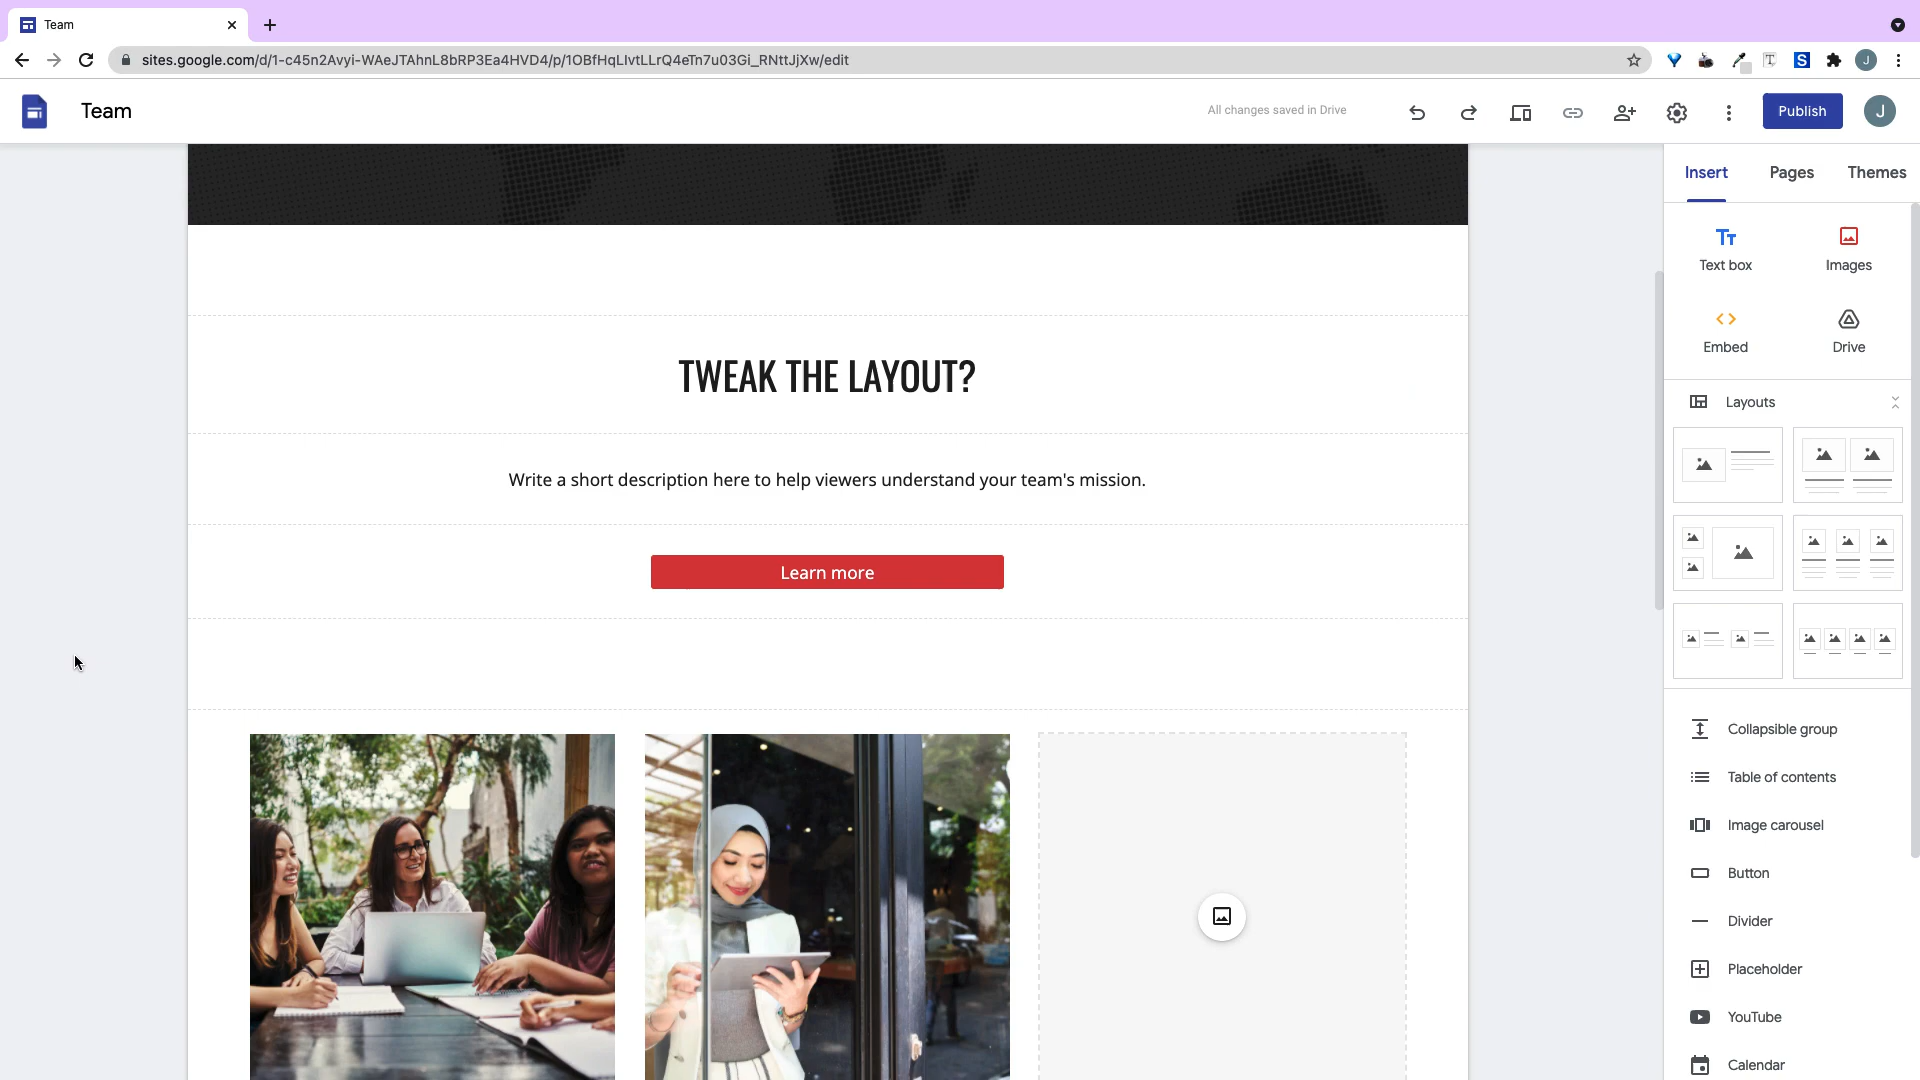 Team
sites.google.com/d/1-c45n2Avyi-WAeJTAhnL8bRP3Ea4HVD4/p/1OBfHqLIvtLLrQ4eTn7u03Gi_RNttJjXw/edit
J
Team
All changes saved in Drive
Publish
J
Insert
Pages
Themes
Text box
Images
Embed
Drive
Layouts
TWEAK THE LAYOUT?
Write a short description here to help viewers understand your team's mission.
Learn more
Collapsible group
Table of contents
Image carousel
Button
Divider
Placeholder
YouTube
Calendar